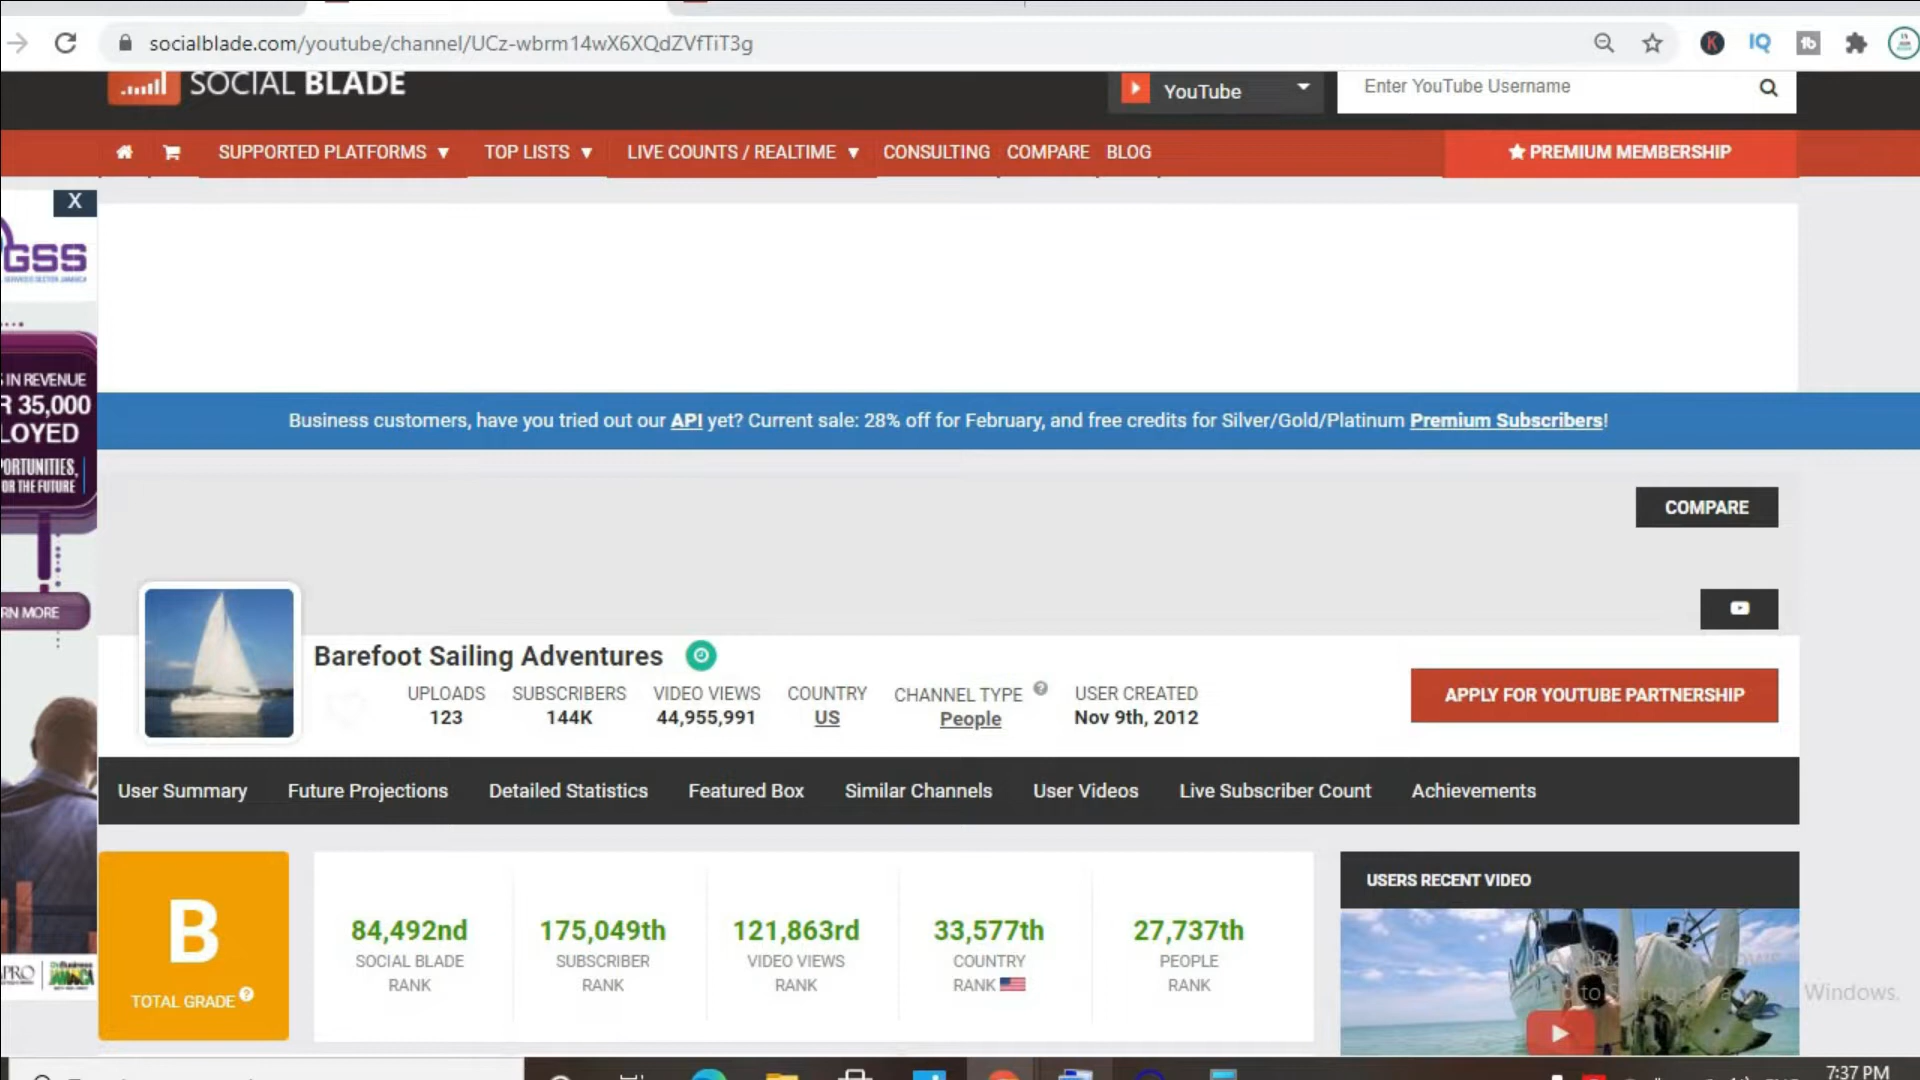 socialblade.com/youtube/channel/UCz-wbrm14wX6XQdZVfTiT3g
IQ
K
tb
SOCIAL BLADE
YouTube
Enter YouTube Username
SUPPORTED PLATFORMS ▼ TOP LISTS ▼ LIVE COUNTS / REALTIME ▼ CONSULTING COMPARE BLOG
★ PREMIUM MEMBERSHIP
X
GSS
IN REVENUE
35,000
Business customers, have you tried out our API yet? Current sale: 28% off for February, and free credits for Silver/Gold/Platinum Premium Subscribers!
OR THE FUTURE
COMPARE
MORE
Barefoot Sailing Adventures
UPLOADS SUBSCRIBERS VIDEO VIEWS COUNTRY CHANNEL TYPE USER CREATED
123 144K 44,955,991 US People Nov 9th, 2012
APPLY FOR YOUTUBE PARTNERSHIP
User Summary Future Projections Detailed Statistics Featured Box Similar Channels User Videos Live Subscriber Count Achievements
B
TOTAL GRADE
84,492nd 175,049th 121,863rd 33,577th 27,737th
SOCIAL BLADE SUBSCRIBER VIDEO VIEWS COUNTRY PEOPLE
RANK RANK RANK RANK RANK
USERS RECENT VIDEO
PRO
JAMAICA
Windows.
7:37 PM